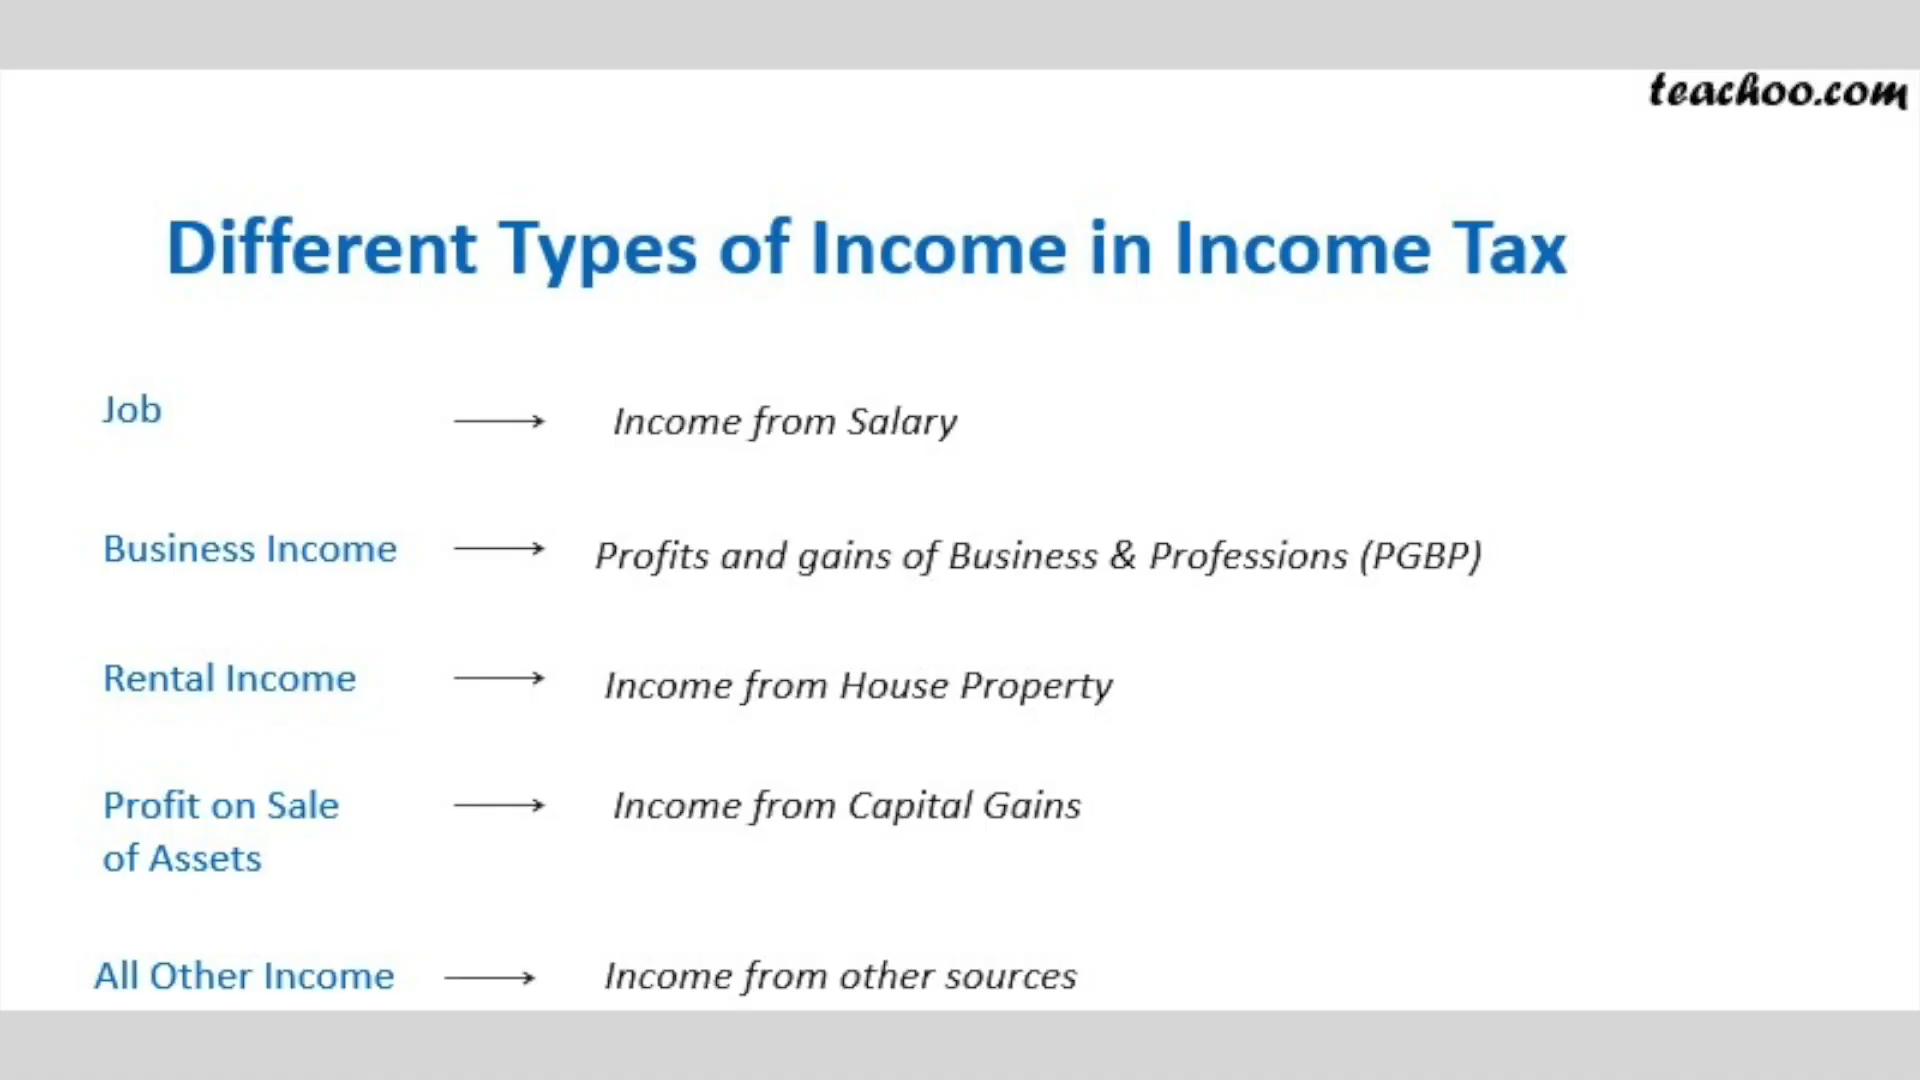 teachoo.com
Different Types of Income in Income Tax
Job → Income from Salary
Business Income → Profits and gains of Business & Professions (PGBP)
Rental Income → Income from House Property
Profit on Sale → Income from Capital Gains
of Assets
All Other Income → Income from other sources